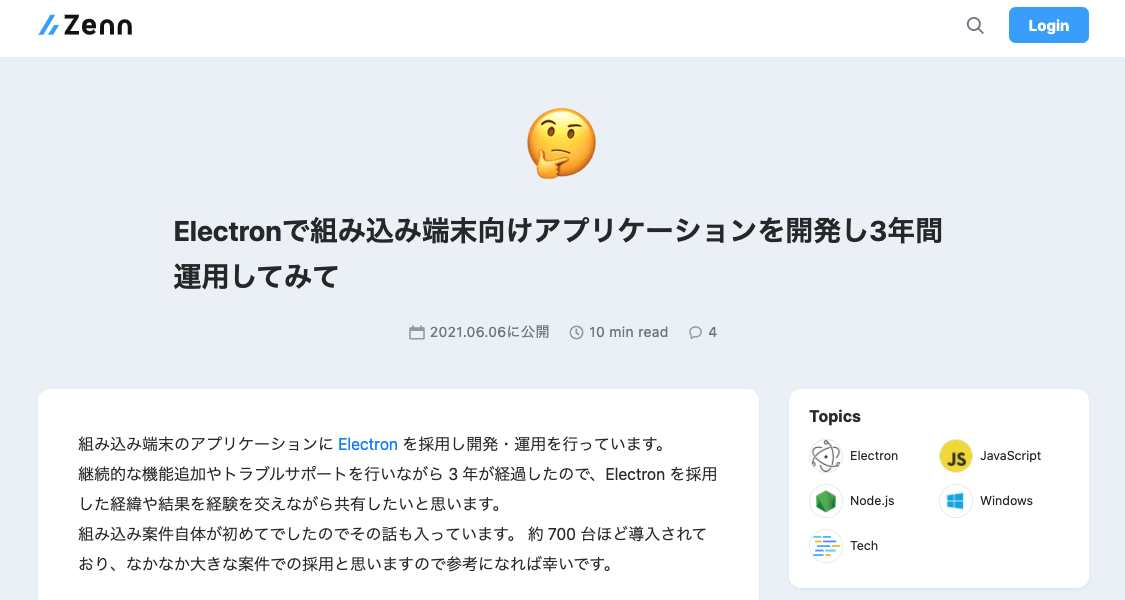 Zenn
Login
Electronで組み込み端末向けアプリケーションを開発し3年間
運用してみて
2021.06.06に公開
10 min read
4
組み込み端末のアプリケーションに Electron を採用し開発・運用を行っています。
継続的な機能追加やトラブルサポートを行いながら 3 年が経過したので、Electron を採用
した経緯や結果を経験を交えながら共有したいと思います。
組み込み案件自体が初めてでしたのでその話も入っています。 約 700 台ほど導入されて
おり、なかなか大きな案件での採用と思いますので参考になれば幸いです。
Topics
Electron
JS
JavaScript
Node.js
Windows
Tech